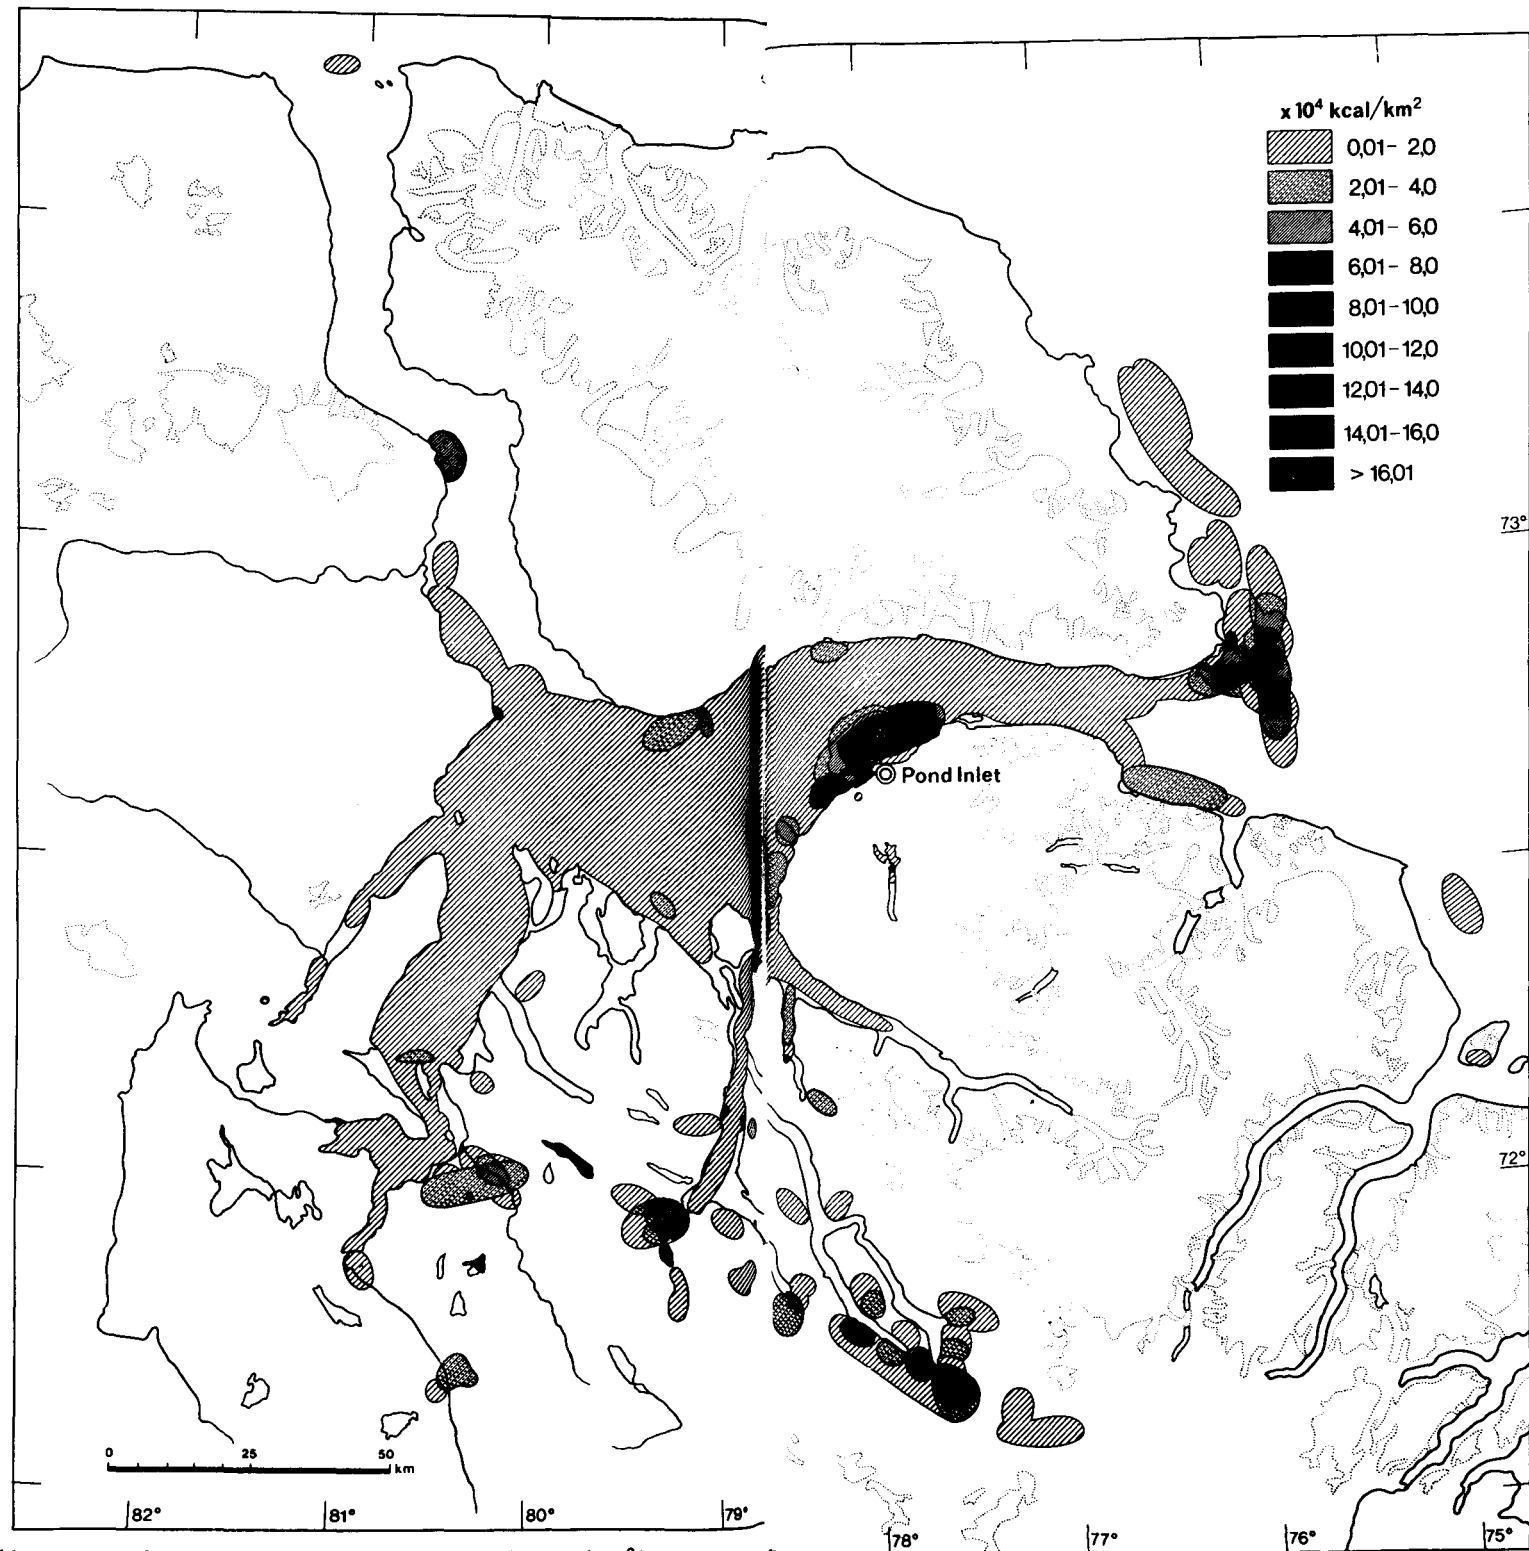 x 10⁴ kcal/km²
0,01- 2,0
2,01- 4,0
4,01- 6,0
6,01- 8,0
8,01-10,0
10,01-12,0
12,01-14,0
14,01-16,0
> 16,01
73°
Pond Inlet
72°
0 25 50
km
82° 81° 80° 79° 78° 77° 76° 75°